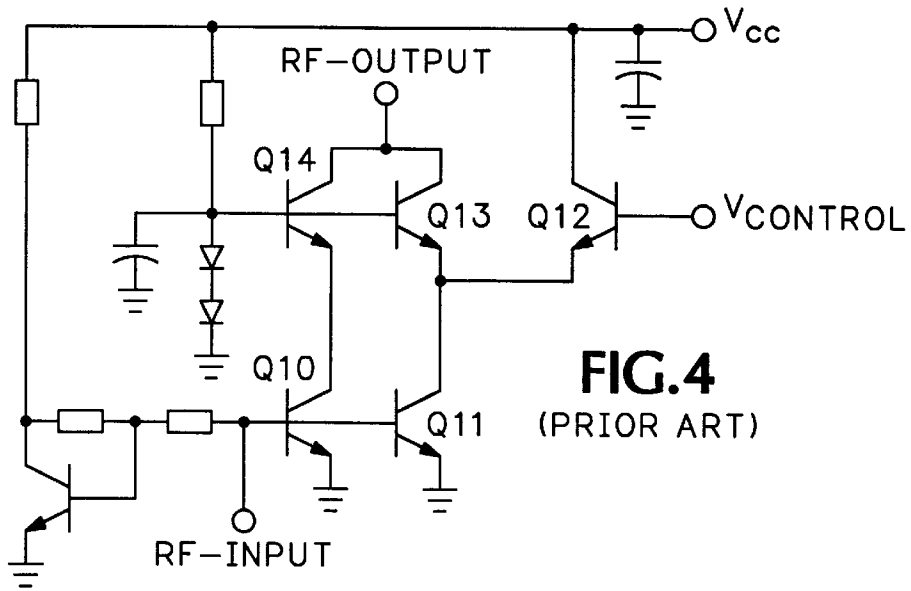 Vcc
RF-OUTPUT
Q14
Q13
Q12
VCONTROL
Q10
Q11
FIG.4
(PRIOR ART)
RF-INPUT